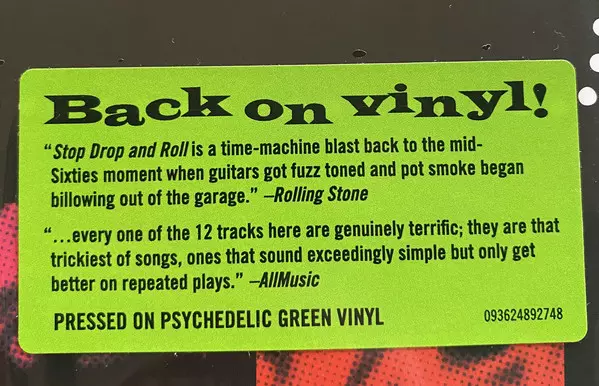 Back on vinyl!
“Stop Drop and Roll is a time-machine blast back to the mid-
Sixties moment when guitars got fuzz toned and pot smoke began
billowing out of the garage.” –Rolling Stone
“...every one of the 12 tracks here are genuinely terrific; they are that
trickiest of songs, ones that sound exceedingly simple but only get
better on repeated plays.” –AllMusic
PRESSED ON PSYCHEDELIC GREEN VINYL 093624892748